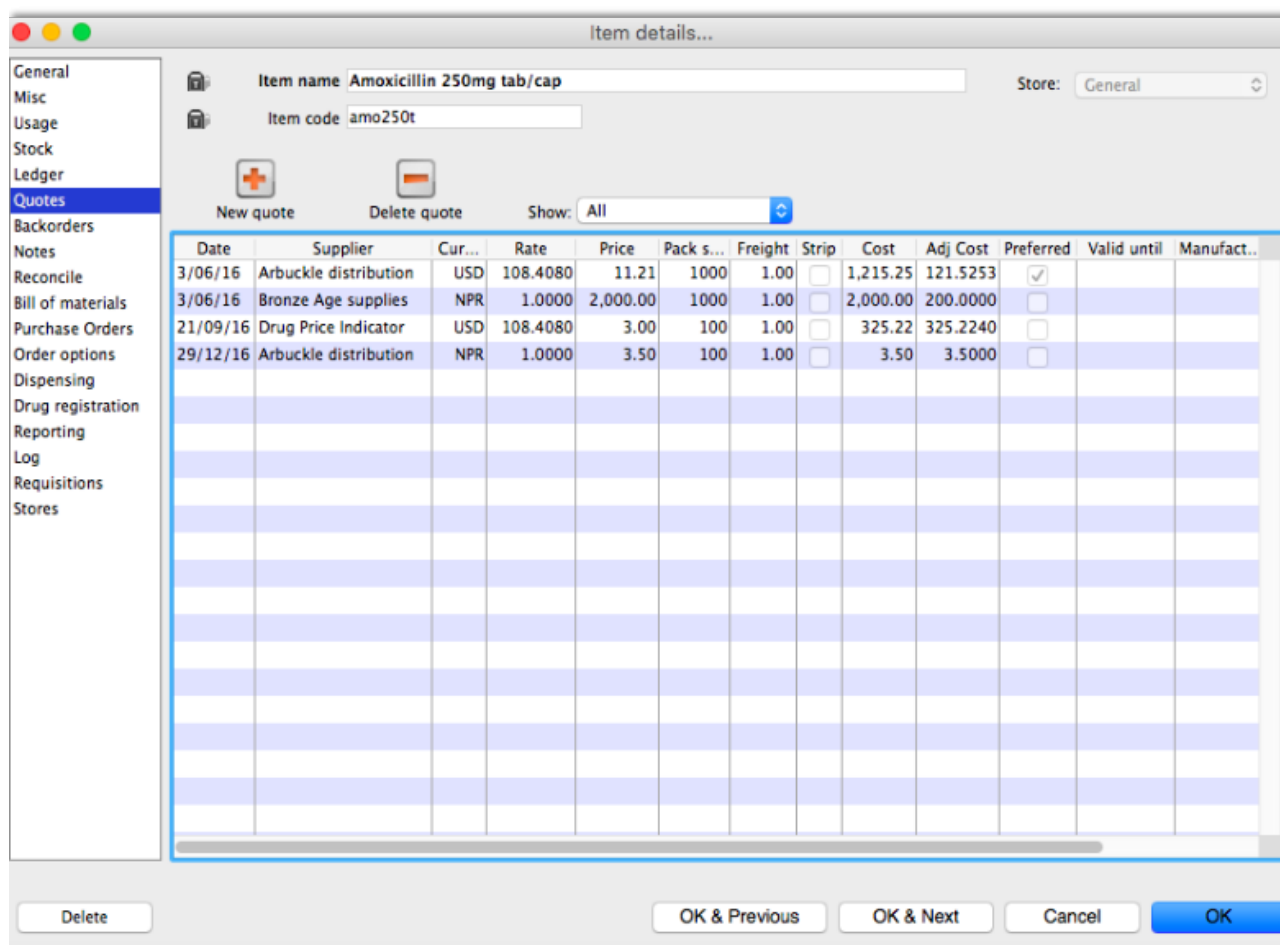 Item details...
General
Misc
Usage
Stock
Ledger
Quotes
Backorders
Notes
Reconcile
Bill of materials
Purchase Orders
Order options
Dispensing
Drug registration
Reporting
Log
Requisitions
Stores
Item name Amoxicillin 250mg tab/cap
Store: General
Item code amo250t
New quote Delete quote Show: All
Date Supplier Cur... Rate Price Pack s... Freight Strip Cost Adj Cost Preferred Valid until Manufact..
3/06/16 Arbuckle distribution USD 108.4080 11.21 1000 1.00 1,215.25 121.5253
3/06/16 Bronze Age supplies NPR 1.0000 2,000.00 1000 1.00 2,000.00 200.0000
21/09/16 Drug Price Indicator USD 108.4080 3.00 100 1.00 325.22 325.2240
29/12/16 Arbuckle distribution NPR 1.0000 3.50 100 1.00 3.50 3.5000
Delete OK & Previous OK & Next Cancel OK